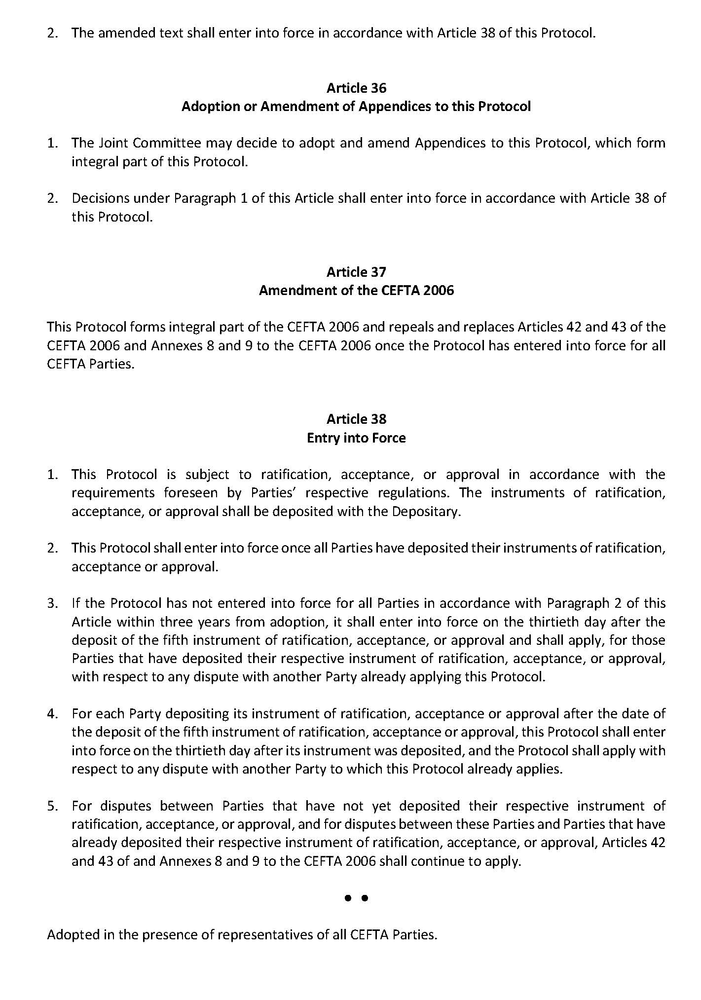 2. The amended text shall enter into force in accordance with Article 38 of this Protocol.
Article 36
Adoption or Amendment of Appendices to this Protocol
1. The Joint Committee may decide to adopt and amend Appendices to this Protocol, which form
integral part of this Protocol.
2. Decisions under Paragraph 1 of this Article shall enter into force in accordance with Article 38 of
this Protocol.
Article 37
Amendment of the CEFTA 2006
This Protocol forms integral part of the CEFTA 2006 and repeals and replaces Articles 42 and 43 of the
CEFTA 2006 and Annexes 8 and 9 to the CEFTA 2006 once the Protocol has entered into force for all
CEFTA Parties.
Article 38
Entry into Force
1. This Protocol is subject to ratification, acceptance, or approval in accordance with the
requirements foreseen by Parties’ respective regulations. The instruments of ratification,
acceptance, or approval shall be deposited with the Depositary.
2. This Protocol shall enter into force once all Parties have deposited their instruments of ratification,
acceptance or approval.
3. If the Protocol has not entered into force for all Parties in accordance with Paragraph 2 of this
Article within three years from adoption, it shall enter into force on the thirtieth day after the
deposit of the fifth instrument of ratification, acceptance, or approval and shall apply, for those
Parties that have deposited their respective instrument of ratification, acceptance, or approval,
with respect to any dispute with another Party already applying this Protocol.
4. For each Party depositing its instrument of ratification, acceptance or approval after the date of
the deposit of the fifth instrument of ratification, acceptance or approval, this Protocol shall enter
into force on the thirtieth day after its instrument was deposited, and the Protocol shall apply with
respect to any dispute with another Party to which this Protocol already applies.
5. For disputes between Parties that have not yet deposited their respective instrument of
ratification, acceptance, or approval, and for disputes between these Parties and Parties that have
already deposited their respective instrument of ratification, acceptance, or approval, Articles 42
and 43 of and Annexes 8 and 9 to the CEFTA 2006 shall continue to apply.
● ●
Adopted in the presence of representatives of all CEFTA Parties.